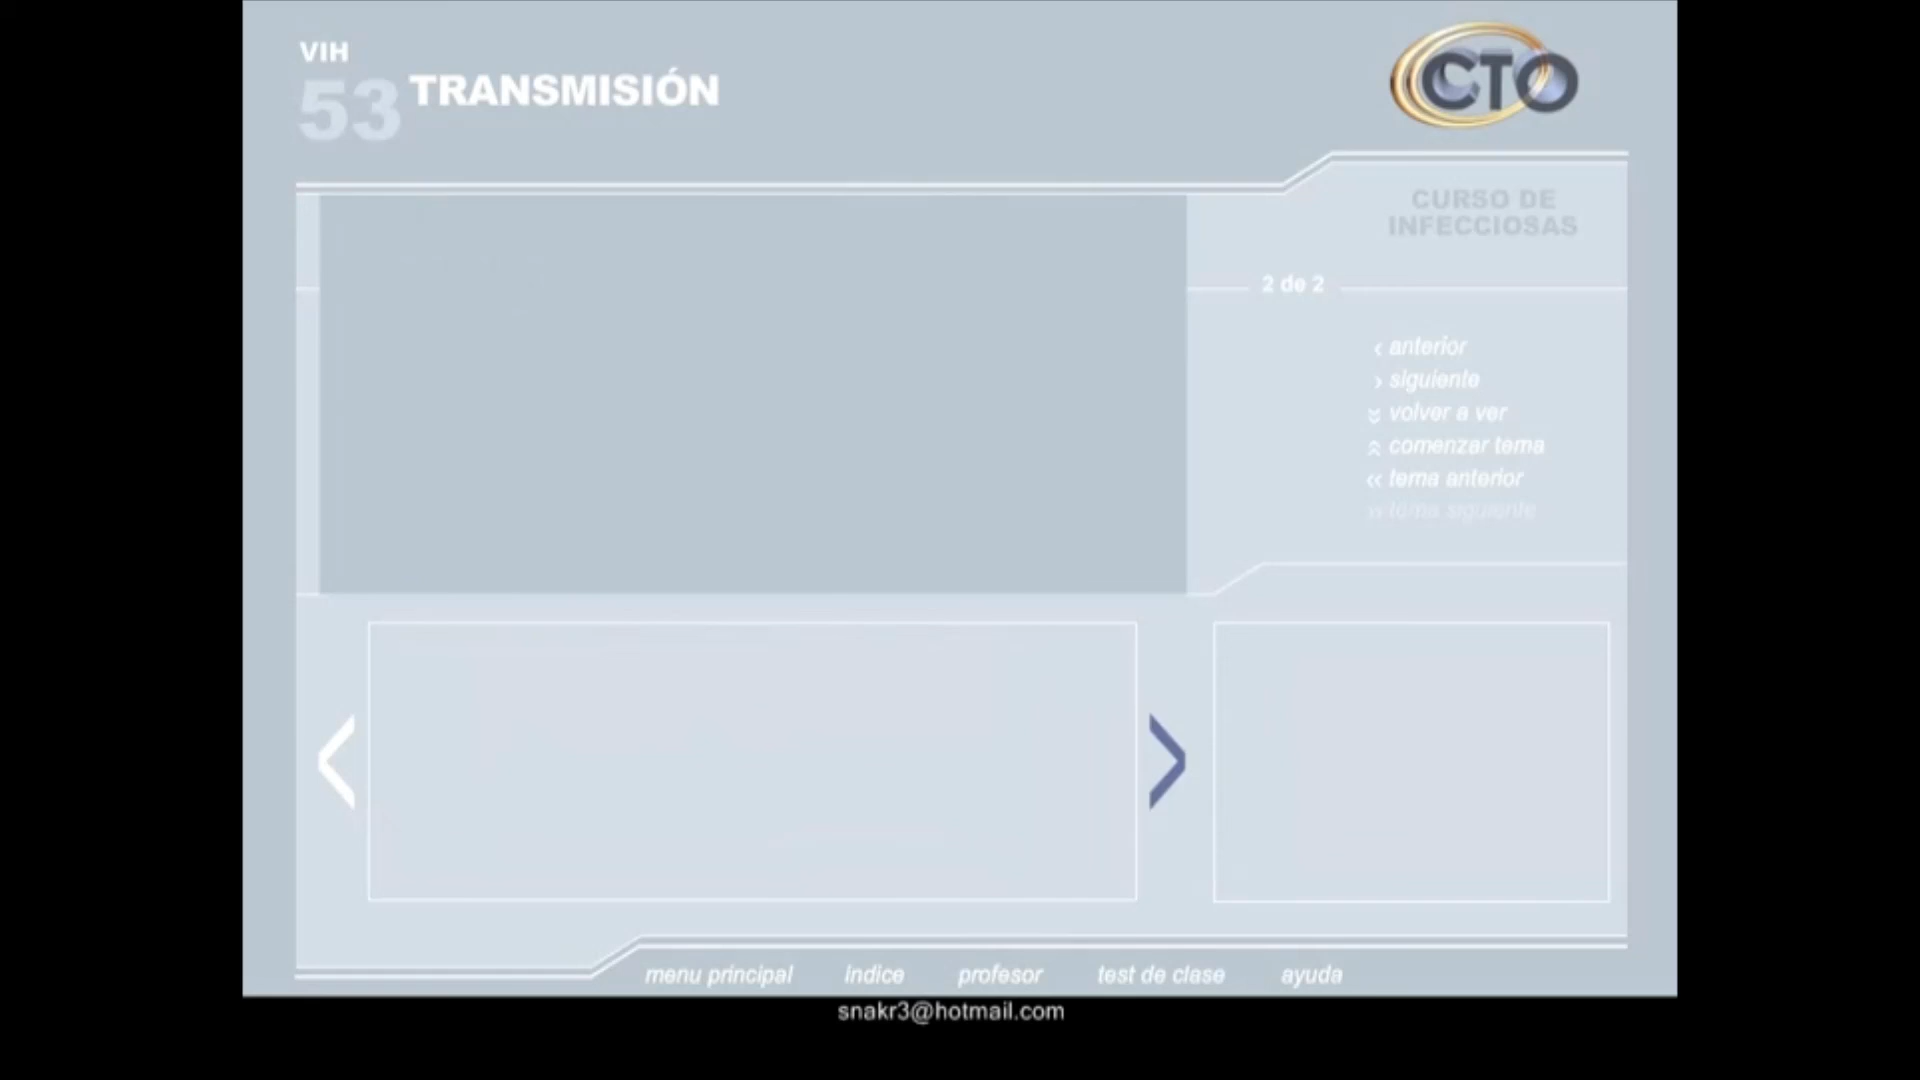 VIH
53 TRANSMISIÓN
CTO
CURSO DE
INFECCIOSAS
2 de 2
‹ anterior
› siguiente
volver a ver
comenzar tema
‹‹ tema anterior
›› tema siguiente
menu principal índice profesor test de clase ayuda
snakr3@hotmail.com